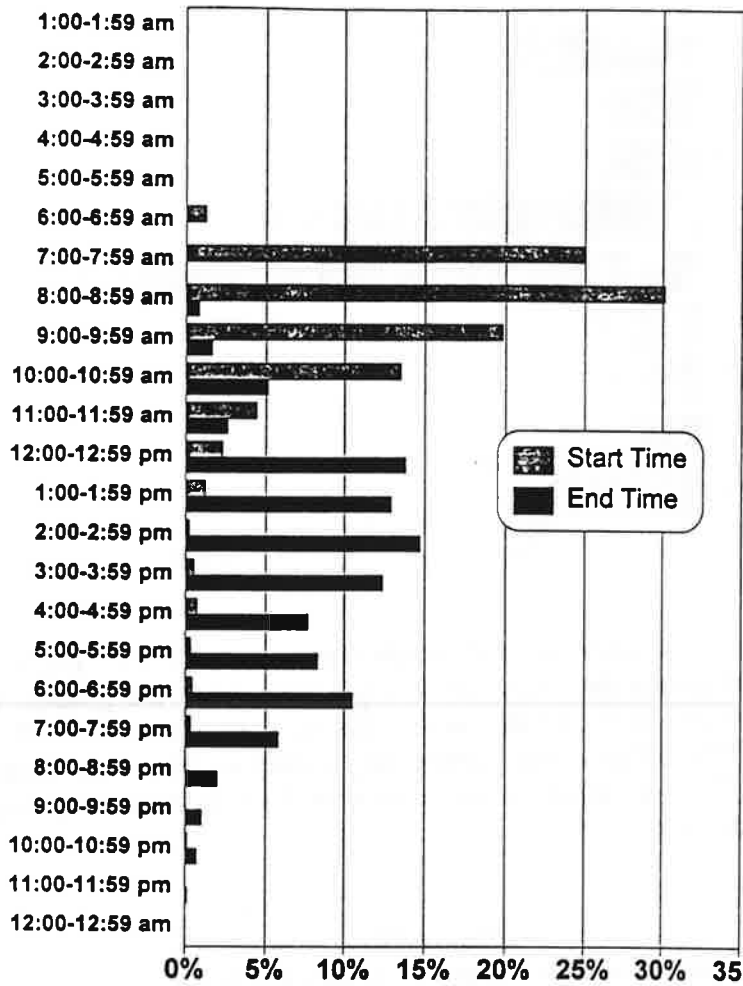 1:00-1:59 am
2:00-2:59 am
3:00-3:59 am
4:00-4:59 am
5:00-5:59 am
6:00-6:59 am
7:00-7:59 am
8:00-8:59 am
9:00-9:59 am
10:00-10:59 am
11:00-11:59 am
12:00-12:59 pm
1:00-1:59 pm
2:00-2:59 pm
3:00-3:59 pm
4:00-4:59 pm
5:00-5:59 pm
6:00-6:59 pm
7:00-7:59 pm
8:00-8:59 pm
9:00-9:59 pm
10:00-10:59 pm
11:00-11:59 pm
12:00-12:59 am
Start Time
End Time
0% 5% 10% 15% 20% 25% 30% 35